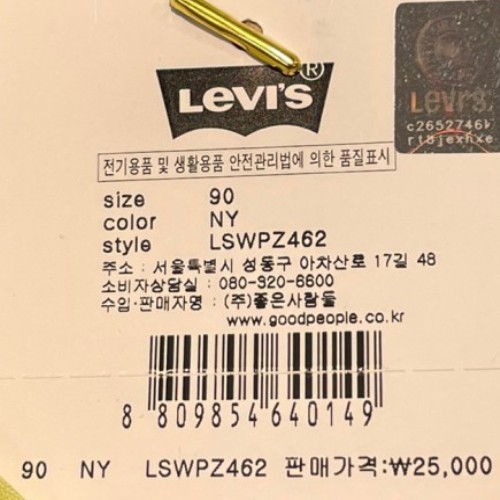 LEVI'S®
LEVI'S
c26527461
rt8jexhxe
전기용품 및 생활용품 안전관리법에 의한 품질표시
size 90
color NY
style LSWPZ462
주소 : 서울특별시 성동구 아차산로 17길 48
소비자상담실 : 080-920-6600
수입·판매자명 : (주)좋은사람들
www.goodpeople.co.kr
8 809854 640149
90 NY LSWPZ462 판매가격:₩25,000